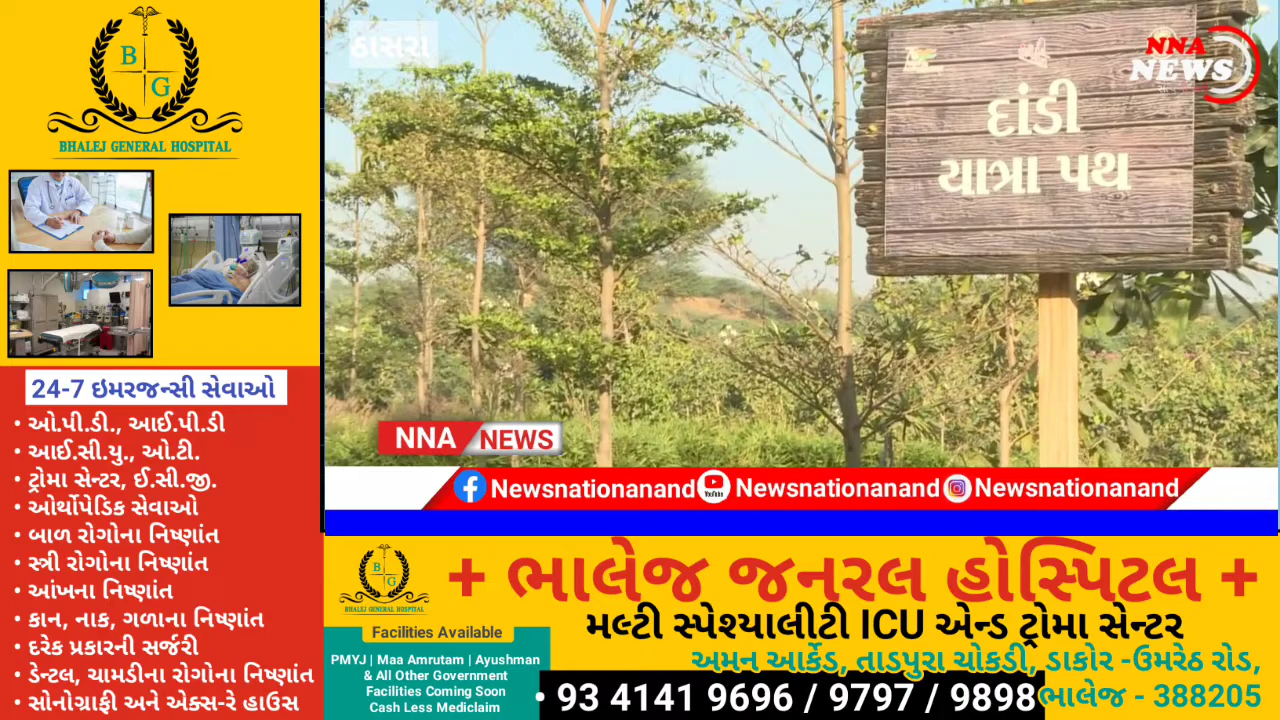 B
G
BHALEJ GENERAL HOSPITAL
24-7 ઇમરજન્સી સેવાઓ
• ઓ.પી.ડી., આઈ.પી.ડી
• આઈ.સી.યુ., ઓ.ટી.
• ટ્રોમા સેન્ટર, ઈ.સી.જી.
• ઓર્થોપેડિક સેવાઓ
• બાળ રોગોના નિષ્ણાંત
• સ્ત્રી રોગોના નિષ્ણાંત
• આંખના નિષ્ણાંત
• કાન, નાક, ગળાના નિષ્ણાંત
• દરેક પ્રકારની સર્જરી
• ડેન્ટલ, ચામડીના રોગોના નિષ્ણાંત
• સોનોગ્રાફી અને એક્સ-રે હાઉસ
ઠાસરા
NNA
NEWS
દાંડી
યાત્રા પથ
NNA NEWS
Newsnationanand YouTube Newsnationanand Newsnationanand
B
G
BHALEJ GENERAL HOSPITAL
+ ભાલેજ જનરલ હોસ્પિટલ +
મલ્ટી સ્પેશ્યાલીટી ICU એન્ડ ટ્રોમા સેન્ટર
Facilities Available
PMYJ | Maa Amrutam | Ayushman
& All Other Government
Facilities Coming Soon
Cash Less Mediclaim
અમન આર્કેડ, તાડપુરા ચોકડી, ડાકોર -ઉમરેઠ રોડ,
• 93 4141 9696 / 9797 / 9898 ભાલેજ - 388205